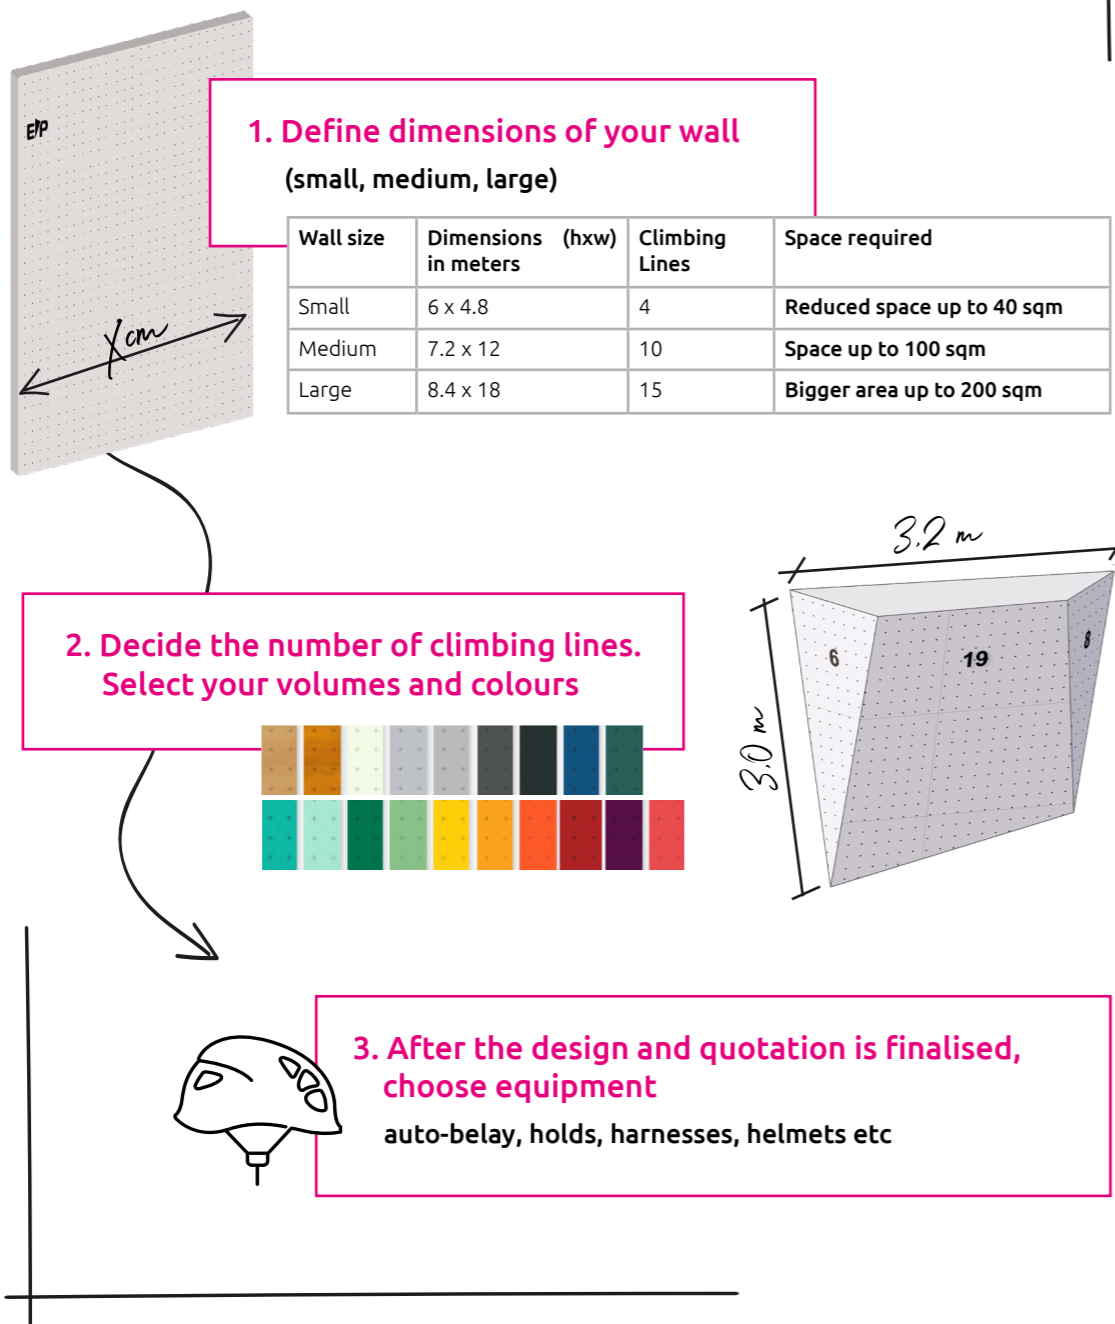 EP
1. Define dimensions of your wall
(small, medium, large)
Wall size Dimensions (hxw) in meters Climbing Lines Space required
Small 6 x 4.8 4 Reduced space up to 40 sqm
Medium 7.2 x 12 10 Space up to 100 sqm
Large 8.4 x 18 15 Bigger area up to 200 sqm
X cm
3.2 m
2. Decide the number of climbing lines.
Select your volumes and colours
6
19
8
3.0 m
3. After the design and quotation is finalised,
choose equipment
auto-belay, holds, harnesses, helmets etc